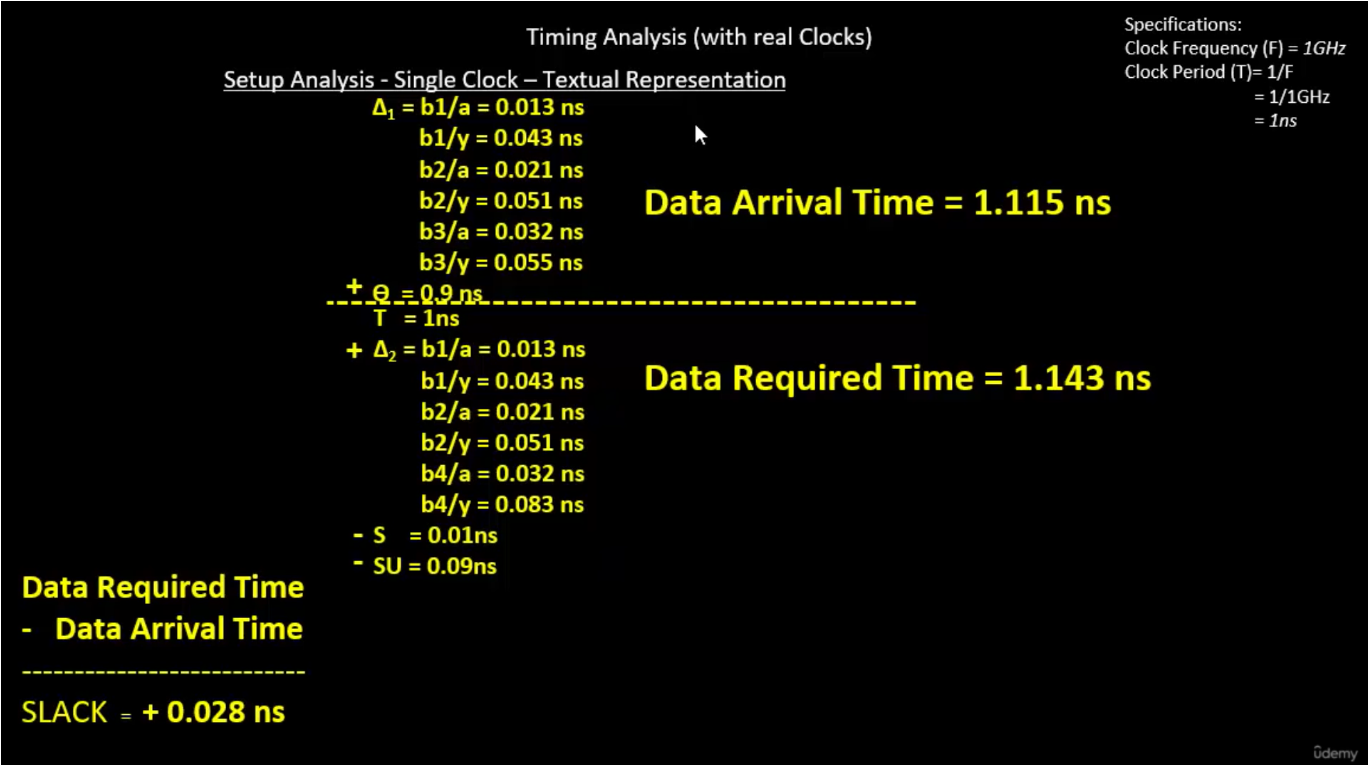 Timing Analysis (with real Clocks)
Specifications:
Clock Frequency (F) = 1GHz
Clock Period (T)= 1/F
= 1/1GHz
= 1ns
Setup Analysis - Single Clock – Textual Representation
Δ1 = b1/a = 0.013 ns
b1/y = 0.043 ns
b2/a = 0.021 ns
b2/y = 0.051 ns
b3/a = 0.032 ns
b3/y = 0.055 ns
+ Ɵ = 0.9 ns
Data Arrival Time = 1.115 ns
--------------------------------------------
T = 1ns
+ Δ2 = b1/a = 0.013 ns
b1/y = 0.043 ns
b2/a = 0.021 ns
b2/y = 0.051 ns
b4/a = 0.032 ns
b4/y = 0.083 ns
- S = 0.01ns
- SU = 0.09ns
Data Required Time = 1.143 ns
Data Required Time
- Data Arrival Time
---------------------------
SLACK = + 0.028 ns
ûdemy